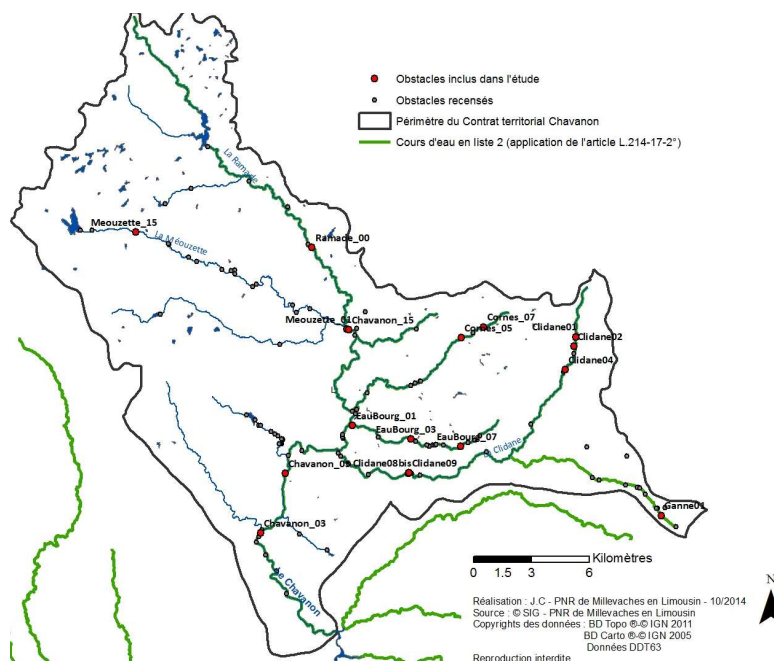 Obstacles inclus dans l'étude
Obstacles recensés
Périmètre du Contrat territorial Chavanon
Cours d'eau en liste 2 (application de l'article L.214-17-2°)
La Ramade
Meouzette_15
La Méouzette
Ramade_00
Meouzette_01
Chavanon_15
Cornes_07
Cornes_05
Clidane01
Clidane02
Clidane04
EauBourg_01
EauBourg_03
EauBourg_07
Clidane
Clidane08bis
Clidane09
Ganne01
Chavanon_03
Le Chavanon
Kilomètres
0 1.5 3 6
N
Réalisation : J.C - PNR de Millevaches en Limousin - 10/2014
Source : © SIG - PNR de Millevaches en Limousin
Copyrights des données : BD Topo ®-© IGN 2011
BD Carto ®-© IGN 2005
Données DDT63
Reproduction interdite